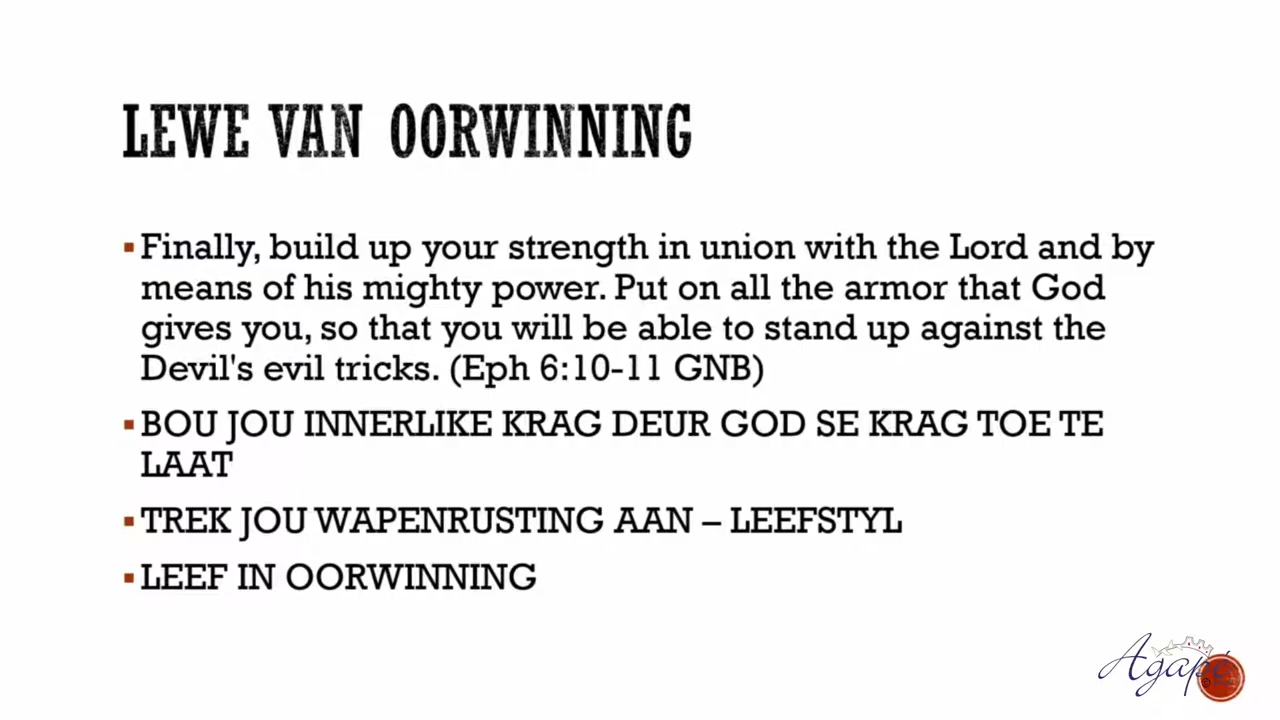 LEWE VAN OORWINNING
▪Finally, build up your strength in union with the Lord and by
means of his mighty power. Put on all the armor that God
gives you, so that you will be able to stand up against the
Devil's evil tricks. (Eph 6:10-11 GNB)
▪BOU JOU INNERLIKE KRAG DEUR GOD SE KRAG TOE TE
LAAT
▪TREK JOU WAPENRUSTING AAN – LEEFSTYL
▪LEEF IN OORWINNING
Agapé